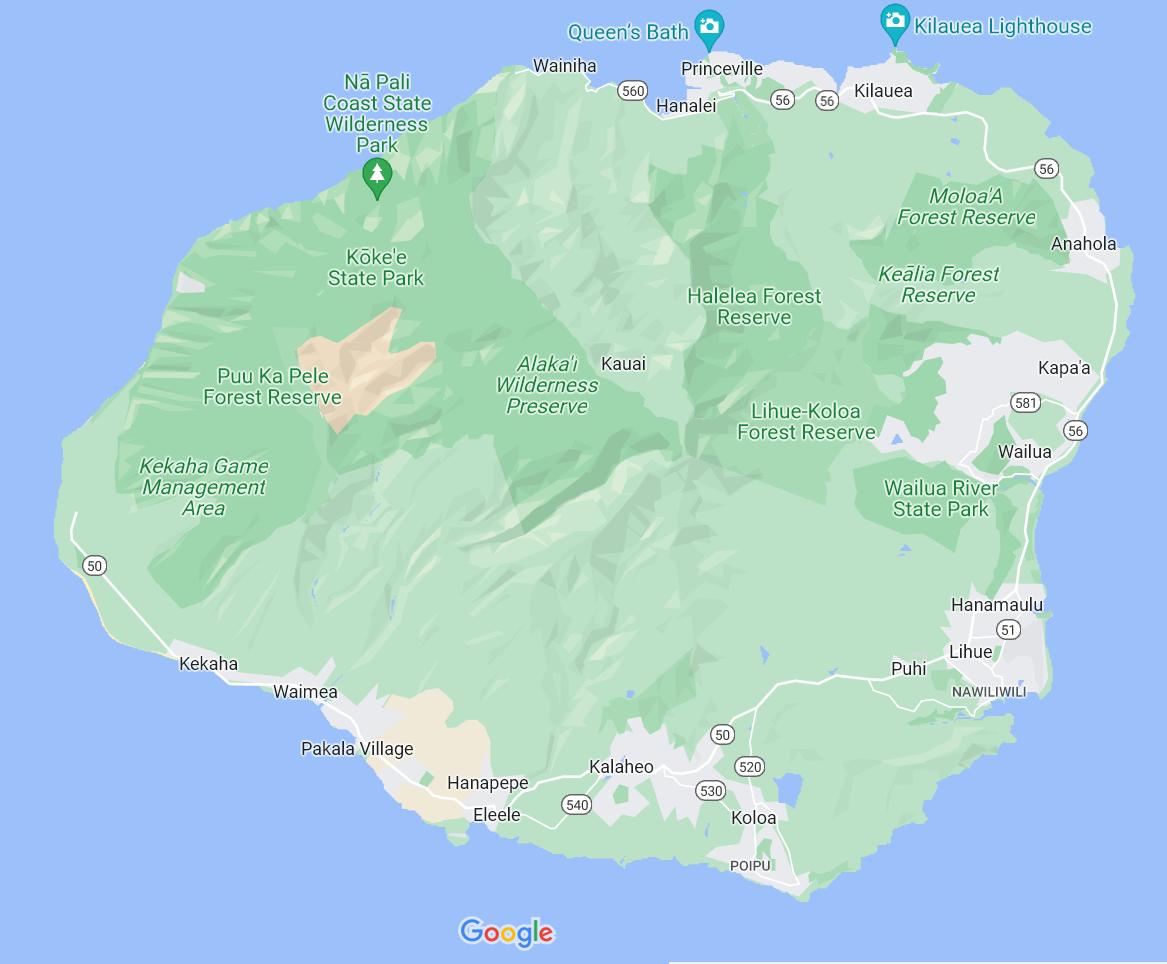 Queen's Bath
Kilauea Lighthouse
Wainiha
Princeville
Nā Pali
Coast State
Wilderness
Park
560
Hanalei
56
56
Kilauea
56
Moloa'A
Forest Reserve
Anahola
Kōke'e
State Park
Keālia Forest
Reserve
Halelea Forest
Reserve
Alaka'i
Wilderness
Preserve
Kauai
Kapa'a
Puu Ka Pele
Forest Reserve
581
Lihue-Koloa
Forest Reserve
56
Wailua
Kekaha Game
Management
Area
Wailua River
State Park
50
Hanamaulu
51
Lihue
Kekaha
Puhi
Waimea
NAWILIWILI
Pakala Village
50
Kalaheo
520
Hanapepe
530
540
Eleele
Koloa
POIPU
Google